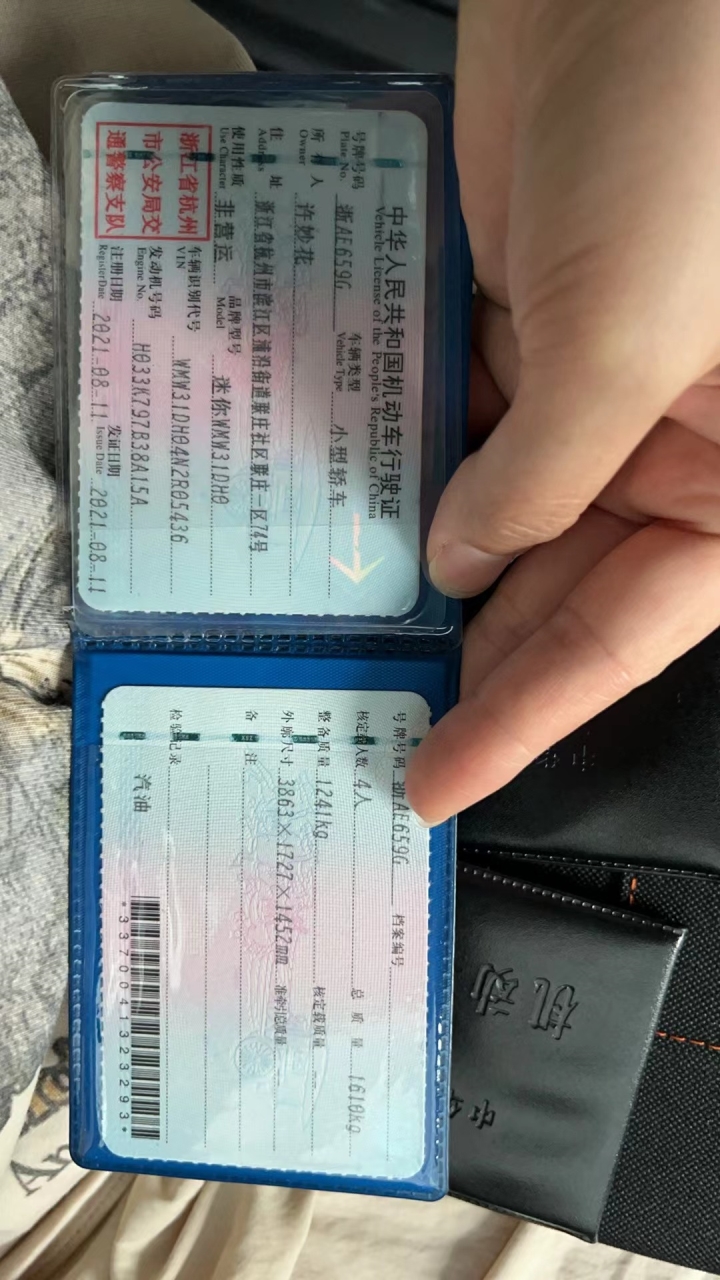 中华人民共和国机动车行驶证
Vehicle License of the People's Republic of China
号牌号码 浙AE659G 车辆类型 小型轿车
Plate No. Vehicle Type
所有人 许妙花
Owner
住址 浙江省杭州市滨江区浦沿街道联庄社区联庄一区74号
Address
使用性质 非营运 品牌型号 迷你WMW31DH0
Use Character Model
浙江省杭州
市公安局交
通警察支队
车辆识别代号 WMW31DH04N2R05436
VIN
发动机号码 H033K797B38A15A
Engine No.
注册日期 2021-08-11 发证日期 2021-08-11
Register Date Issue Date
号牌号码 浙AE659G 档案编号
核定载人数 4人 总质量 1610kg
整备质量 1241kg 核定载质量
外廓尺寸 3863×1727×1452mm 准牵引总质量
备注
检验记录
汽油
*3370041323293*
机动
中华